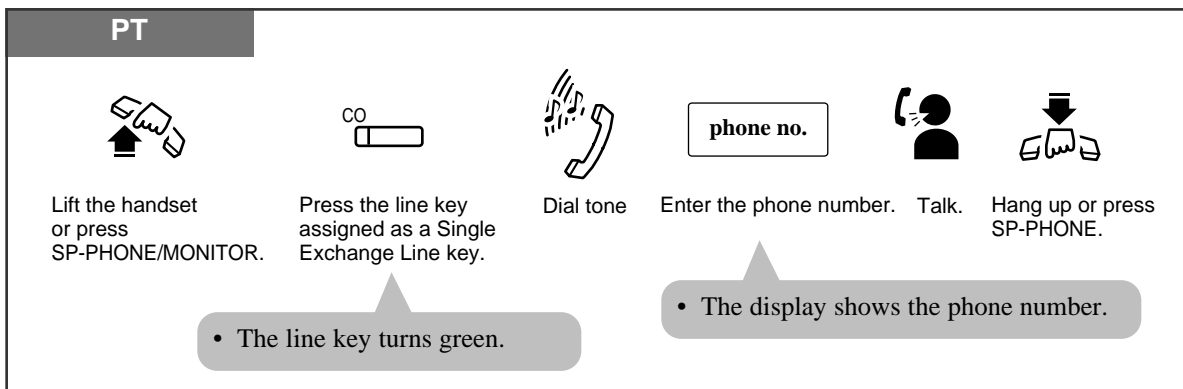 PT
CO
phone no.
Lift the handset
or press
SP-PHONE/MONITOR.
Press the line key
assigned as a Single
Exchange Line key.
Dial tone
Enter the phone number.
Talk.
Hang up or press
SP-PHONE.
• The line key turns green.
• The display shows the phone number.